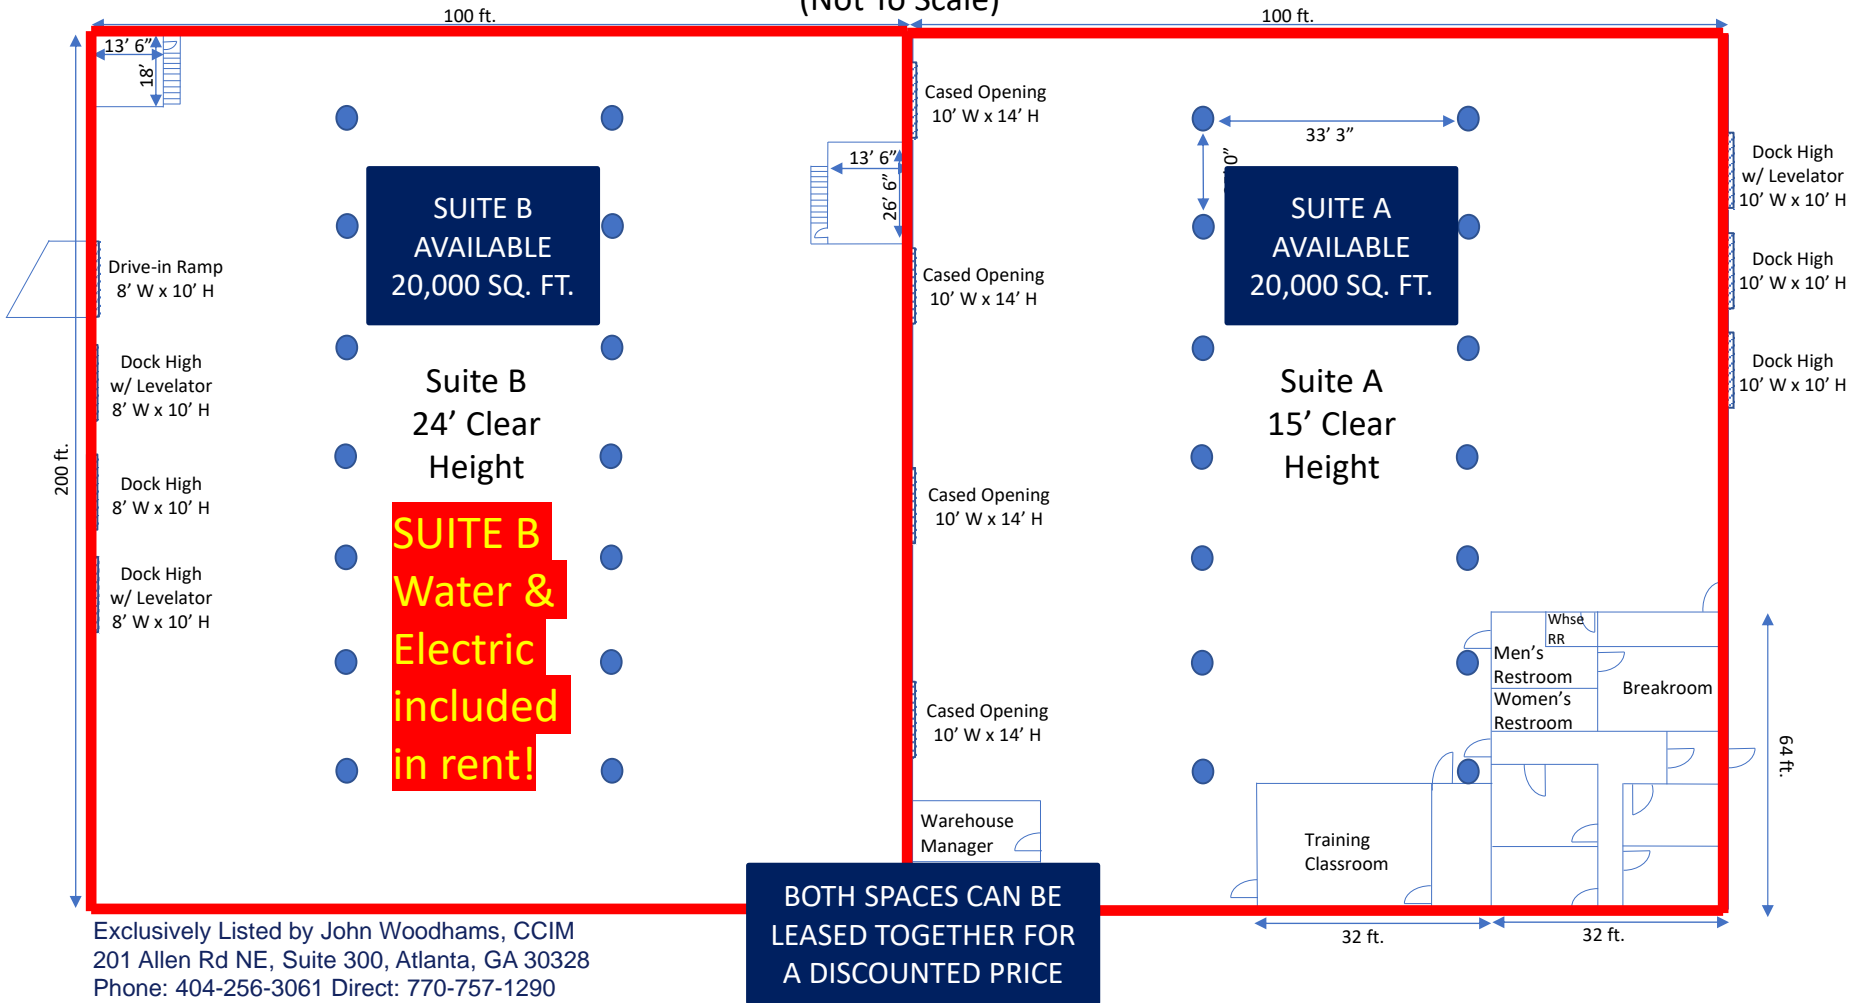 (Not To Scale)
100 ft.
100 ft.
13’ 6”
18’
200 ft.
Drive-in Ramp
8’ W x 10’ H
Dock High
w/ Levelator
8’ W x 10’ H
Dock High
8’ W x 10’ H
Dock High
w/ Levelator
8’ W x 10’ H
SUITE B
AVAILABLE
20,000 SQ. FT.
Suite B
24’ Clear
Height
SUITE B
Water &
Electric
included
in rent!
13’ 6”
26’ 6”
Cased Opening
10’ W x 14’ H
Cased Opening
10’ W x 14’ H
Cased Opening
10’ W x 14’ H
Cased Opening
10’ W x 14’ H
Warehouse
Manager
33’ 3”
SUITE A
AVAILABLE
20,000 SQ. FT.
Suite A
15’ Clear
Height
Dock High
w/ Levelator
10’ W x 10’ H
Dock High
10’ W x 10’ H
Dock High
10’ W x 10’ H
Whse
RR
Men’s
Restroom
Women’s
Restroom
Breakroom
64 ft.
Training
Classroom
32 ft.
32 ft.
BOTH SPACES CAN BE
LEASED TOGETHER FOR
A DISCOUNTED PRICE
Exclusively Listed by John Woodhams, CCIM
201 Allen Rd NE, Suite 300, Atlanta, GA 30328
Phone: 404-256-3061 Direct: 770-757-1290